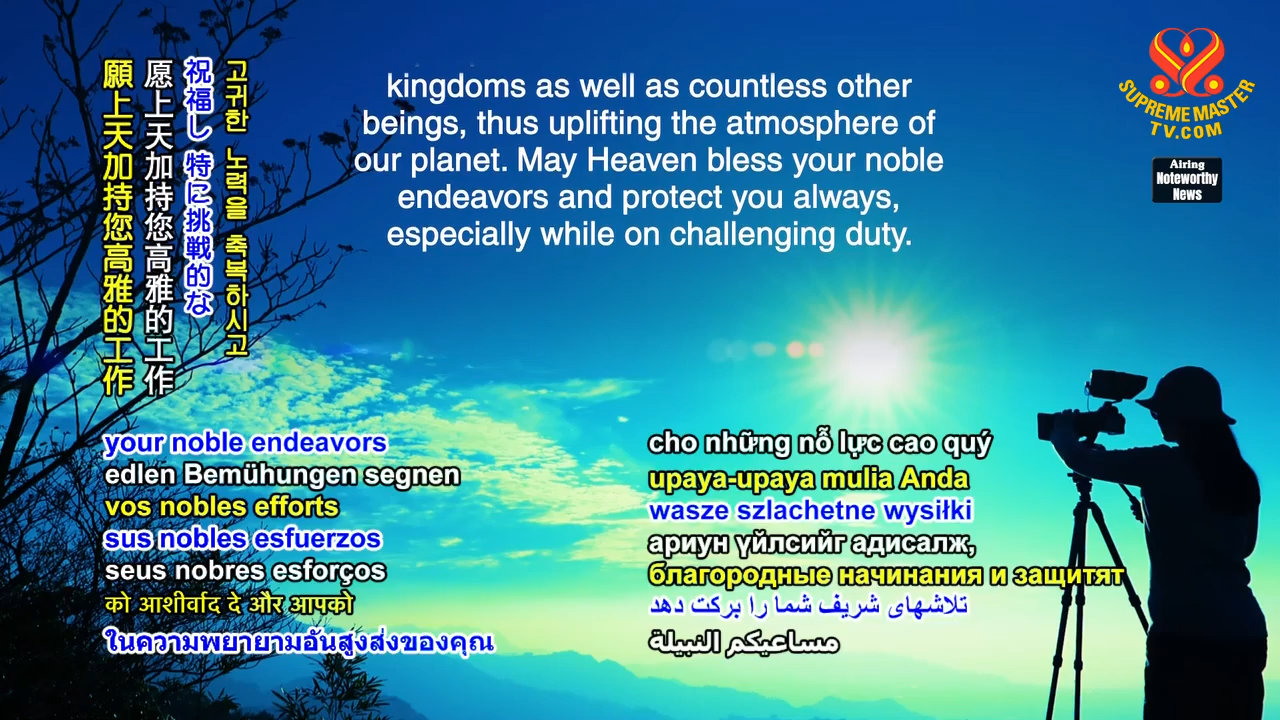 kingdoms as well as countless other
beings, thus uplifting the atmosphere of
our planet. May Heaven bless your noble
endeavors and protect you always,
especially while on challenging duty.
SUPREME MASTER
TV.COM
Airing
Noteworthy
News
願上天加持您高雅的工作
愿上天加持您高雅的工作
祝福し 特に挑戦的な
고귀한 노력을 축복하시고
your noble endeavors
edlen Bemühungen segnen
vos nobles efforts
sus nobles esfuerzos
seus nobres esforços
को आशीर्वाद दे और आपको
ในความพยายามอันสูงส่งของคุณ
cho những nỗ lực cao quý
upaya-upaya mulia Anda
wasze szlachetne wysiłki
ариун үйлсийг адисалж,
благородные начинания и защитят
تلاشهای شریف شما را برکت دهد
مساعيكم النبيلة